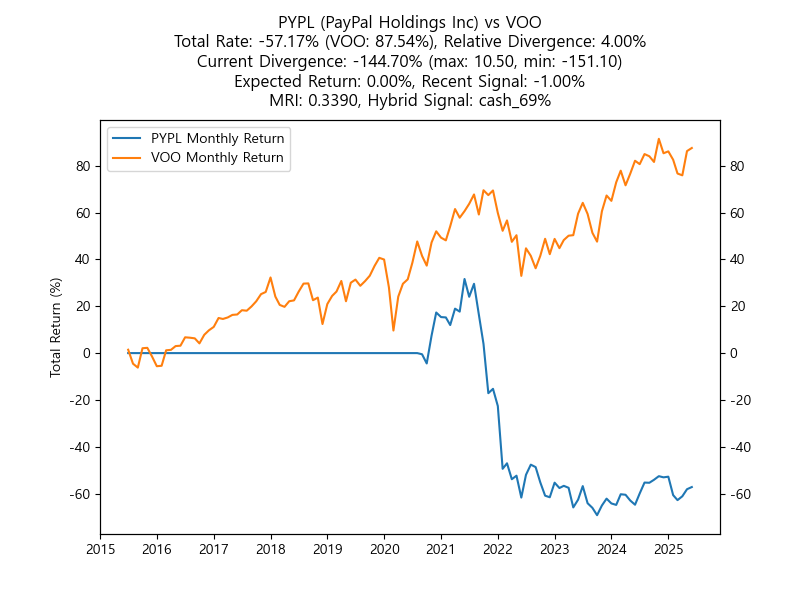 PYPL (PayPal Holdings Inc) vs VOO
Total Rate: -57.17% (VOO: 87.54%), Relative Divergence: 4.00%
Current Divergence: -144.70% (max: 10.50, min: -151.10)
Expected Return: 0.00%, Recent Signal: -1.00%
MRI: 0.3390, Hybrid Signal: cash_69%
PYPL Monthly Return
VOO Monthly Return
Total Return (%)
80 80
60 60
40 40
20 20
0 0
-20 -20
-40 -40
-60 -60
2015 2016 2017 2018 2019 2020 2021 2022 2023 2024 2025